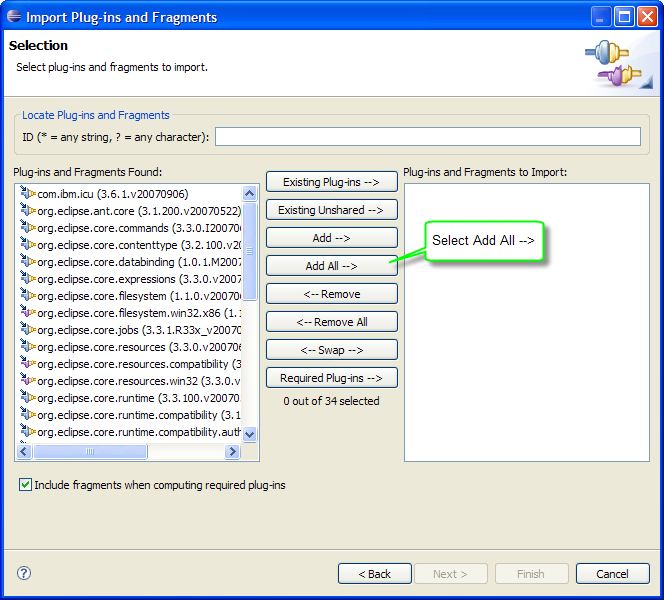 Import Plug-ins and Fragments
Selection
Select plug-ins and fragments to import.
Locate Plug-ins and Fragments
ID (* = any string, ? = any character):
Plug-ins and Fragments Found:
com.ibm.icu (3.6.1.v20070906)
org.eclipse.ant.core (3.1.200.v20070522)
org.eclipse.core.commands (3.3.0.I20070
org.eclipse.core.contenttype (3.2.100.v20
org.eclipse.core.databinding (1.0.1.M2007
org.eclipse.core.expressions (3.3.0.v2007
org.eclipse.core.filesystem (1.1.0.v20070
org.eclipse.core.filesystem.win32.x86 (1.1
org.eclipse.core.jobs (3.3.1.R33x_v20070
org.eclipse.core.resources (3.3.0.v20070
org.eclipse.core.resources.compatibility (3
org.eclipse.core.resources.win32 (3.3.0.v
org.eclipse.core.runtime (3.3.100.v20070
org.eclipse.core.runtime.compatibility (3.1
org.eclipse.core.runtime.compatibility.auth
Existing Plug-ins -->
Existing Unshared -->
Add -->
Add All -->
<-- Remove
<-- Remove All
<-- Swap -->
Required Plug-ins -->
0 out of 34 selected
Plug-ins and Fragments to Import:
Select Add All -->
Include fragments when computing required plug-ins
?
< Back
Next >
Finish
Cancel